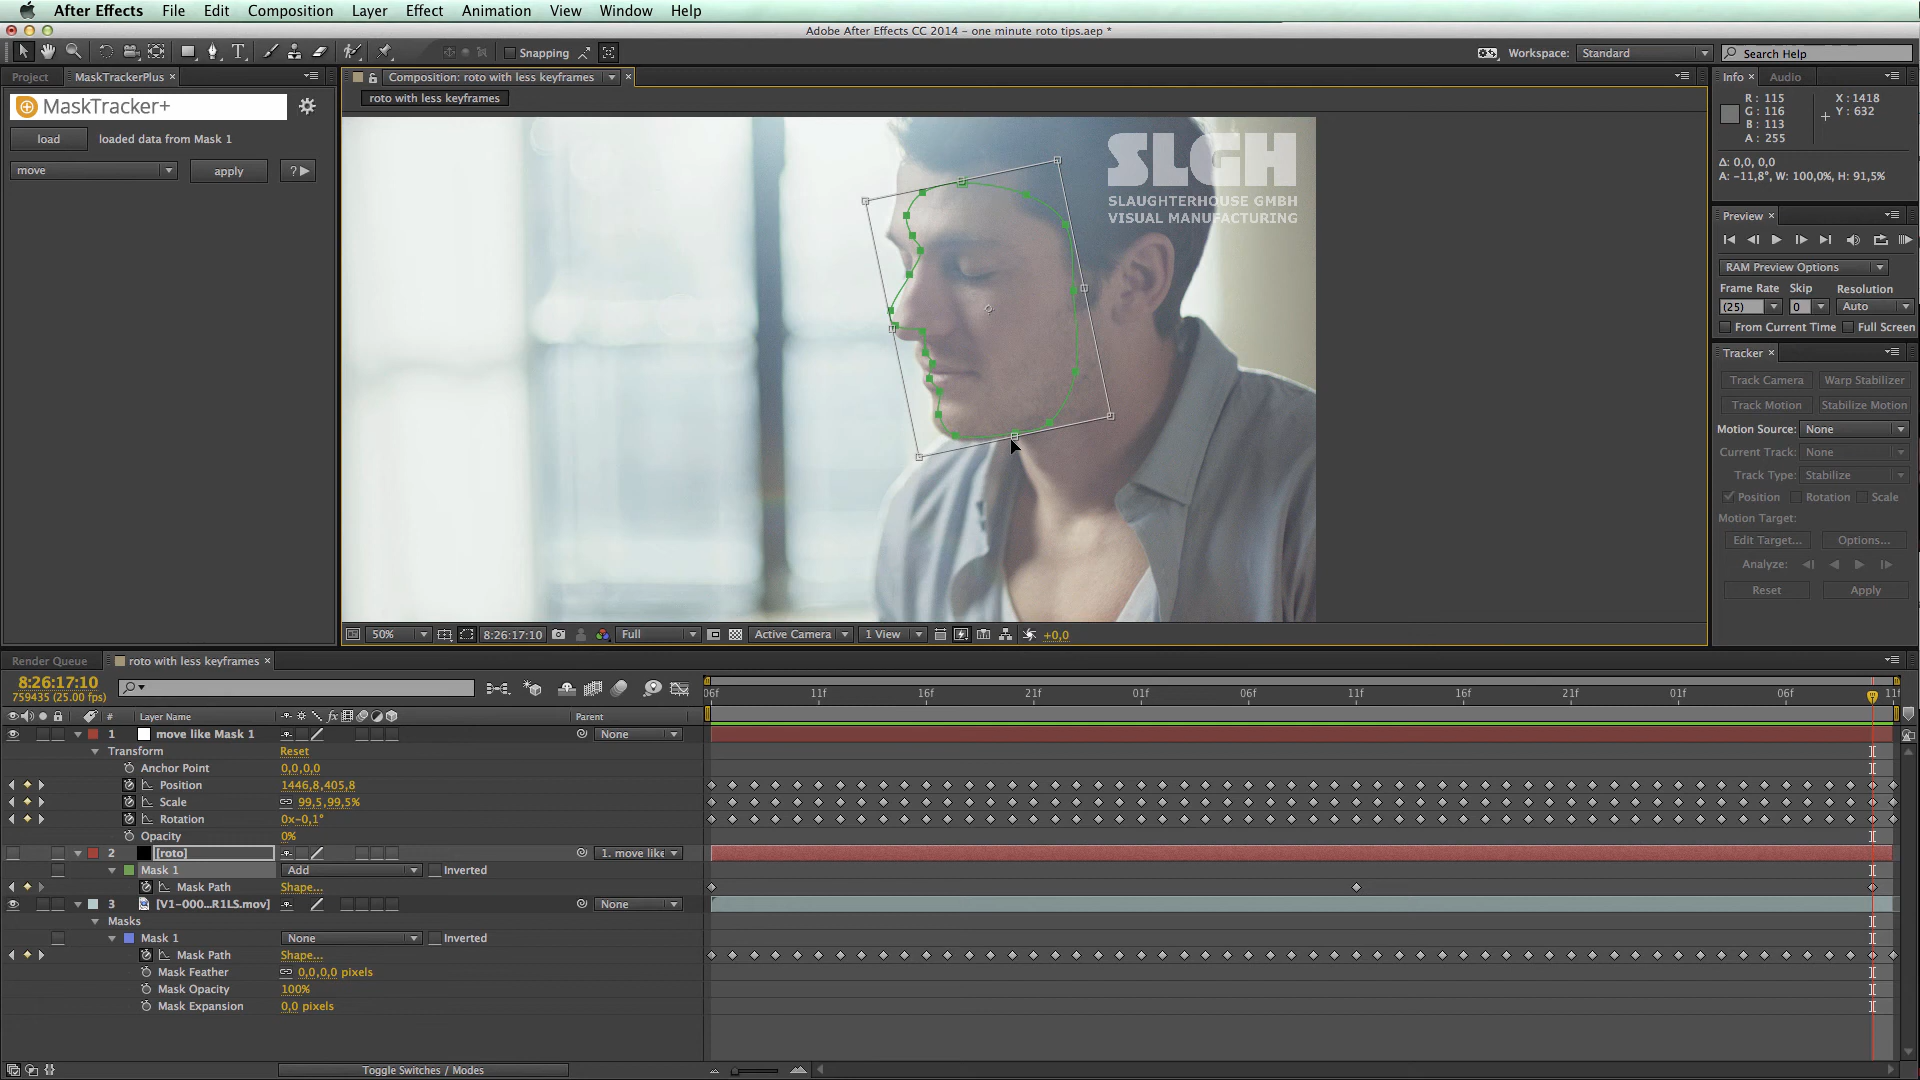 After Effects File Edit Composition Layer Effect Animation View Window Help
Adobe After Effects CC 2014 – one minute roto tips.aep *
Snapping
Workspace: Standard
Search Help
Project MaskTrackerPlus ×
Composition: roto with less keyframes ×
Info × Audio
MaskTracker+
roto with less keyframes
load loaded data from Mask 1
move apply ?
R : 115 X : 1418
G : 116 Y : 632
B : 113
A : 255
Δ: 0,0, 0,0
A: –11,8°, W: 100,0%, H: 91,5%
SLGH
SLAUGHTERHOUSE GMBH
VISUAL MANUFACTURING
Preview ×
RAM Preview Options
Frame Rate Skip Resolution
(25) 0 Auto
From Current Time Full Screen
Tracker ×
Track Camera Warp Stabilizer
Track Motion Stabilize Motion
Motion Source: None
Current Track: None
Track Type: Stabilize
Position Rotation Scale
Motion Target:
Edit Target... Options...
Analyze:
Reset Apply
50% 8:26:17:10 Full Active Camera 1 View +0,0
Render Queue roto with less keyframes ×
8:26:17:10
759435 (25.00 fps)
06f 11f 16f 21f 01f 06f 11f 16f 21f 01f 06f 11f
# Layer Name fx Parent
1 move like Mask 1 None
Transform Reset
Anchor Point 0,0,0,0
Position 1446,8,405,8
Scale 99,5,99,5%
Rotation 0x–0,1°
Opacity 0%
2 [roto] 1. move like
Mask 1 Add Inverted
Mask Path Shape...
3 [V1-000...R1LS.mov] None
Masks
Mask 1 None Inverted
Mask Path Shape...
Mask Feather 0,0,0,0 pixels
Mask Opacity 100%
Mask Expansion 0,0 pixels
Toggle Switches / Modes